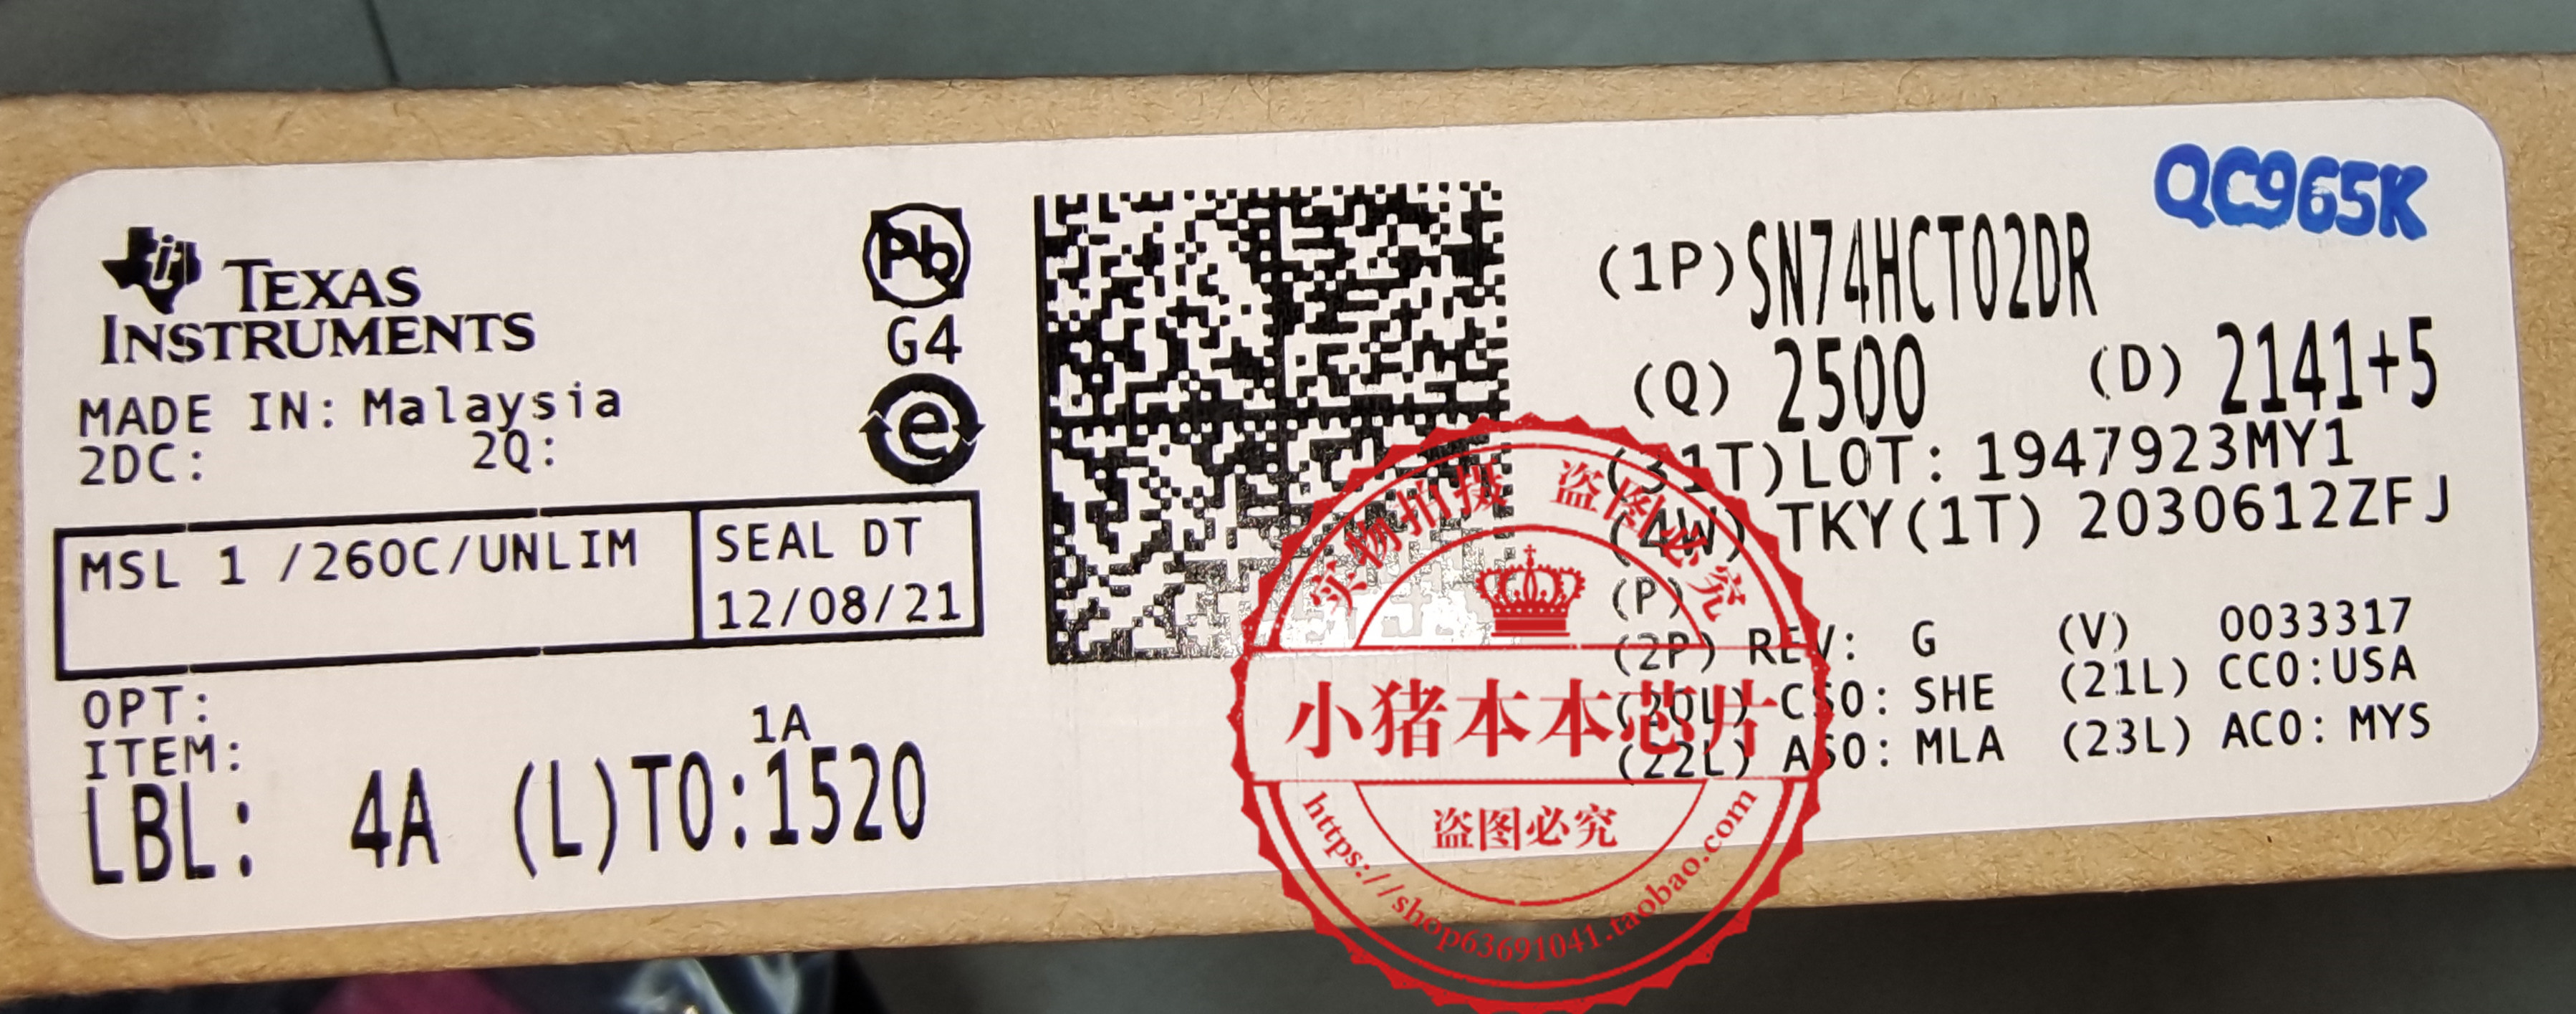 TEXAS
INSTRUMENTS
MADE IN: Malaysia
2DC: 2Q:
MSL 1 /260C/UNLIM
SEAL DT
12/08/21
OPT:
ITEM:
1A
LBL: 4A (L)TO:1520
Pb
G4
e
QC965K
(1P) SN74HCT02DR
(Q) 2500 (D) 2141+5
(31T)LOT: 1947923MY1
(4W) TKY(1T) 2030612ZFJ
(P)
(2P) REV: G (V) 0033317
(20L) CSO: SHE (21L) CCO:USA
(22L) ASO: MLA (23L) ACO: MYS
实物拍摄 盗图必究
小猪本本芯片
盗图必究
https://shop63691041.taobao.com